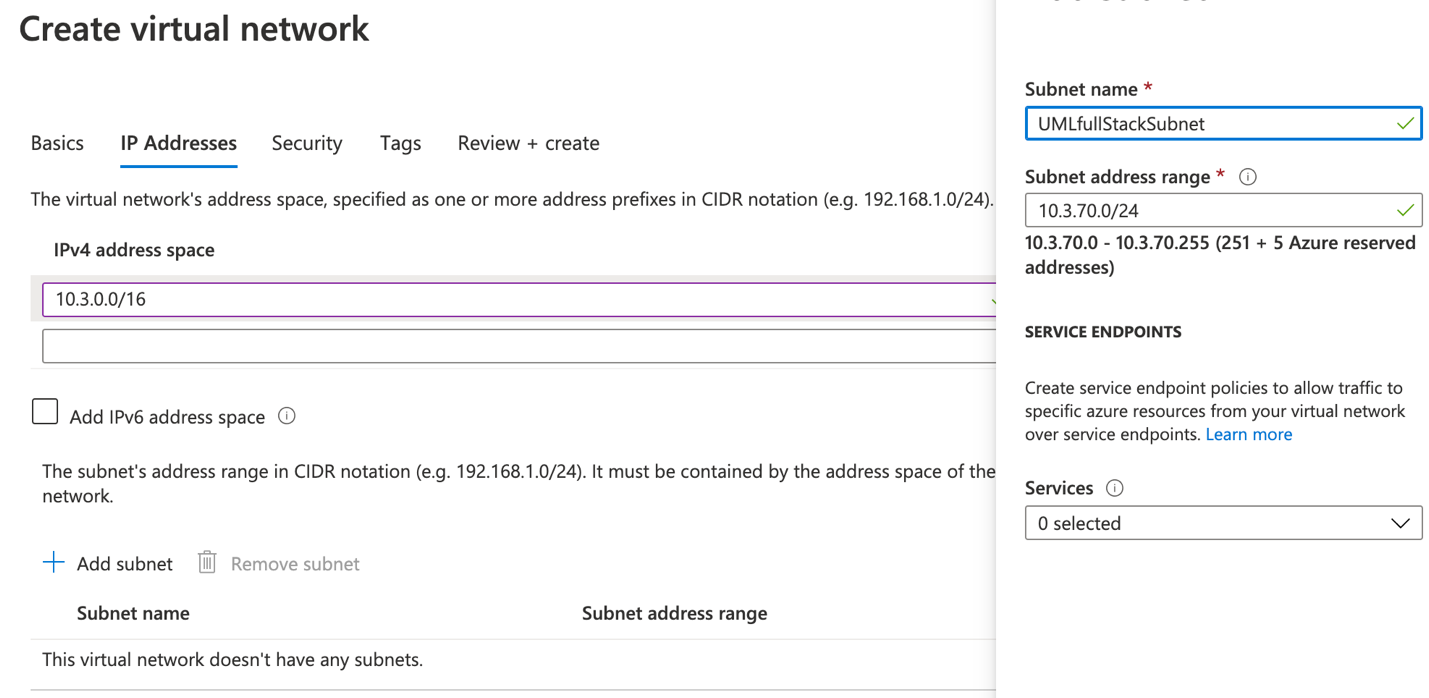 Create virtual network
Basics
IP Addresses
Security
Tags
Review + create
The virtual network's address space, specified as one or more address prefixes in CIDR notation (e.g. 192.168.1.0/24).
IPv4 address space
10.3.0.0/16
Add IPv6 address space
The subnet's address range in CIDR notation (e.g. 192.168.1.0/24). It must be contained by the address space of the
network.
Add subnet
Remove subnet
Subnet name
Subnet address range
This virtual network doesn't have any subnets.
Subnet name *
UMLfullStackSubnet
Subnet address range *
10.3.70.0/24
10.3.70.0 - 10.3.70.255 (251 + 5 Azure reserved
addresses)
SERVICE ENDPOINTS
Create service endpoint policies to allow traffic to
specific azure resources from your virtual network
over service endpoints. Learn more
Services
0 selected